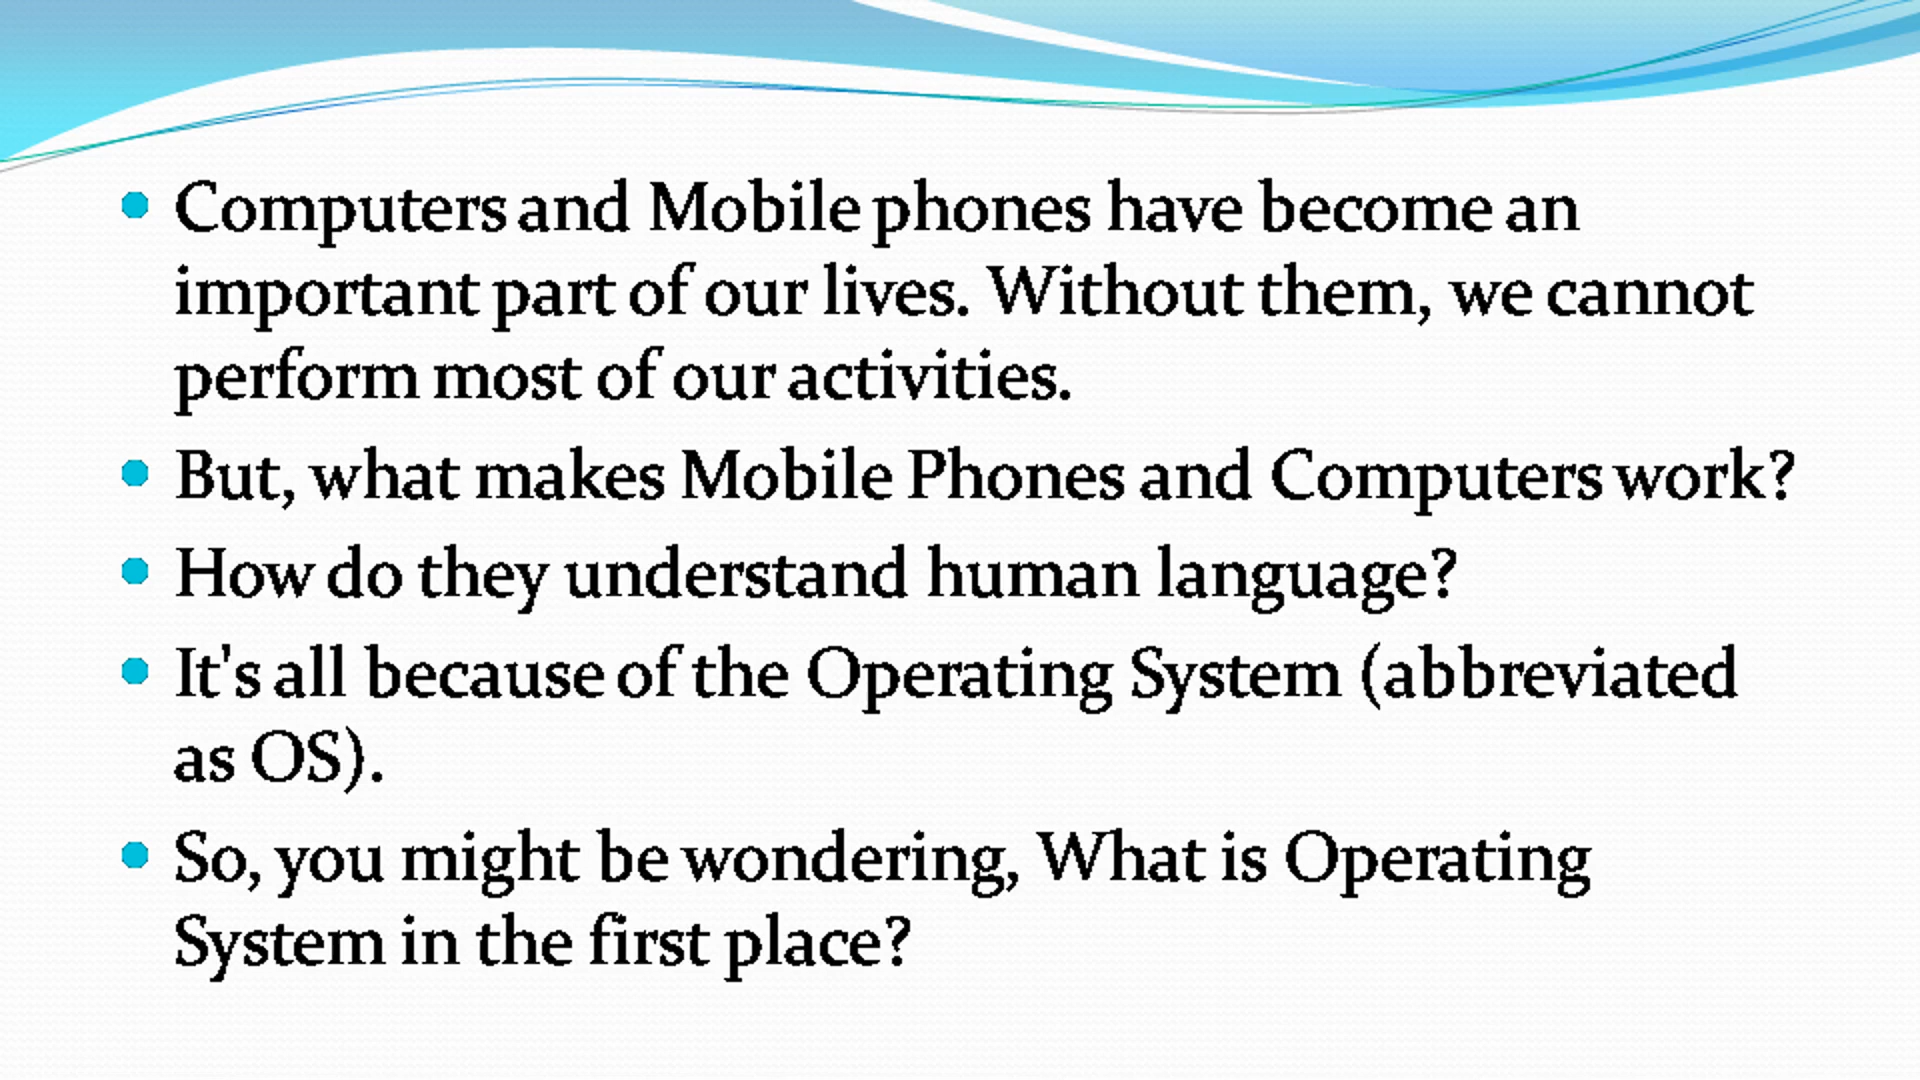 Computers and Mobile phones have become an
important part of our lives. Without them, we cannot
perform most of our activities.
But, what makes Mobile Phones and Computers work?
How do they understand human language?
It's all because of the Operating System (abbreviated
as OS).
So, you might be wondering, What is Operating
System in the first place?